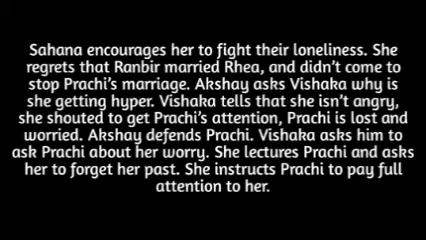 Sahana encourages her to fight their loneliness. She
regrets that Ranbir married Rhea, and didn't come to
stop Prachi's marriage. Akshay asks Vishaka why is
she getting hyper. Vishaka tells that she isn't angry,
she shouted to get Prachi's attention, Prachi is lost and
worried. Akshay defends Prachi. Vishaka asks him to
ask Prachi about her worry. She lectures Prachi and asks
her to forget her past. She instructs Prachi to pay full
attention to her.